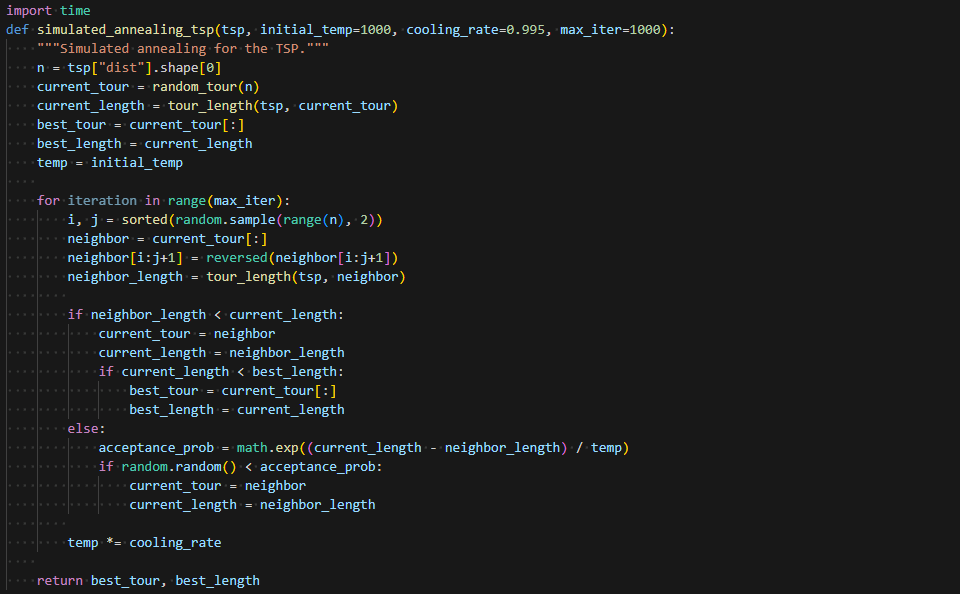 import time
def simulated_annealing_tsp(tsp, initial_temp=1000, cooling_rate=0.995, max_iter=1000):
    """Simulated annealing for the TSP."""
    n = tsp["dist"].shape[0]
    current_tour = random_tour(n)
    current_length = tour_length(tsp, current_tour)
    best_tour = current_tour[:]
    best_length = current_length
    temp = initial_temp

    for iteration in range(max_iter):
        i, j = sorted(random.sample(range(n), 2))
        neighbor = current_tour[:]
        neighbor[i:j+1] = reversed(neighbor[i:j+1])
        neighbor_length = tour_length(tsp, neighbor)

        if neighbor_length < current_length:
            current_tour = neighbor
            current_length = neighbor_length
            if current_length < best_length:
                best_tour = current_tour[:]
                best_length = current_length
        else:
            acceptance_prob = math.exp((current_length - neighbor_length) / temp)
            if random.random() < acceptance_prob:
                current_tour = neighbor
                current_length = neighbor_length

        temp *= cooling_rate

    return best_tour, best_length